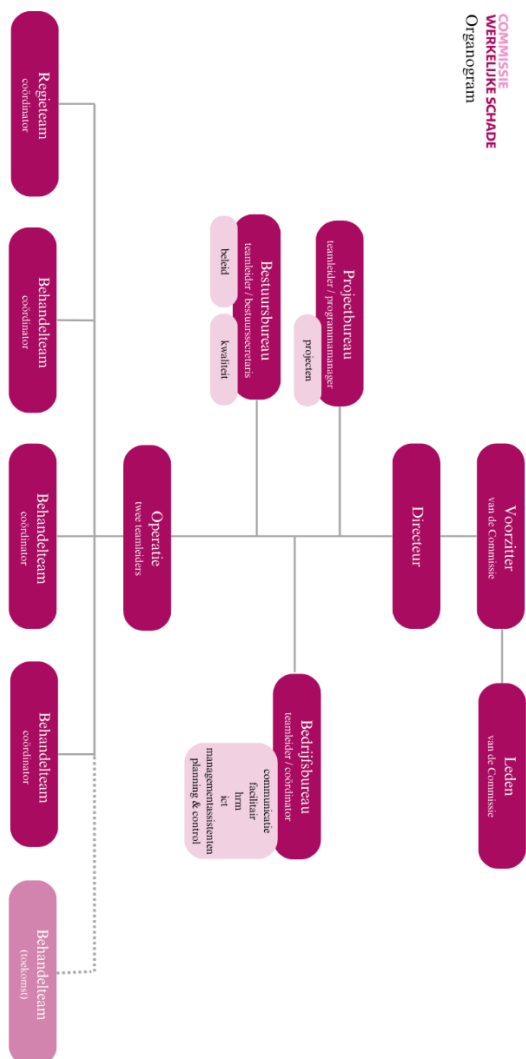 COMMISSIE
WERKELIJKE SCHADE
Organogram
Voorzitter
van de Commissie
Leden
van de Commissie
Directeur
Projectbureau
teamleider / programmamanager
projecten
Bestuursbureau
teamleider / bestuurssecretaris
beleid
kwaliteit
Bedrijfsbureau
teamleider / coördinator
communicatie
facilitair
hrm
ict
managementassistenten
planning & control
Operatie
twee teamleiders
Regieteam
coördinator
Behandelteam
coördinator
Behandelteam
coördinator
Behandelteam
coördinator
Behandelteam
(toekomst)